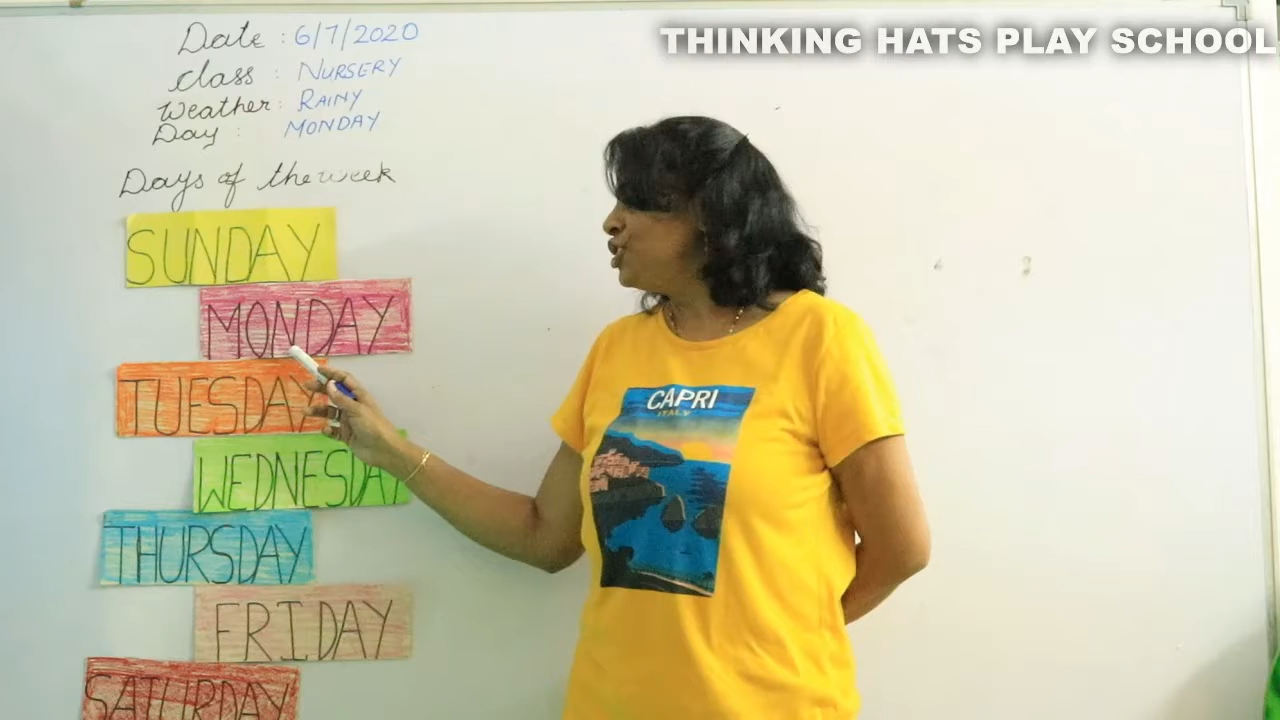 THINKING HATS PLAY SCHOOL
Date : 6/7/2020
Class : NURSERY
Weather : RAINY
Day : MONDAY
Days of the week
SUNDAY
MONDAY
TUESDAY
WEDNESDAY
THURSDAY
FRIDAY
SATURDAY
CAPRI
ITALY